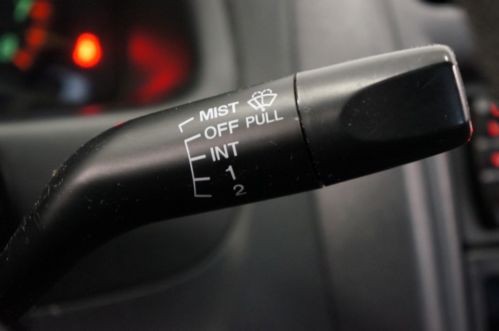 MIST
OFF PULL
INT
1
2